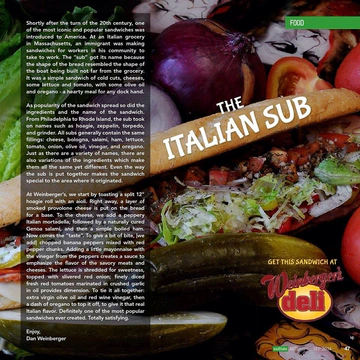 Shortly after the turn of the 20th century, one
of the most iconic and popular sandwiches was
introduced to America. At an Italian grocery
in Massachusetts, an immigrant was making
sandwiches for workers in his community to
take to work. The "sub" got its name because
the shape of the bread resembled the shape of
the boat being built not far from the grocery.
It was a simple sandwich of cold cuts, cheeses,
some lettuce and tomato, with some olive oil
and oregano - a hearty meal for any dock hand.
As popularity of the sandwich spread so did the
ingredients and the name of the sandwich.
From Philadelphia to Rhode Island, the sub took
on names such as hoagie, zeppelin, torpedo,
and grinder. All subs generally contain the same
fillings: cheese, bologna, salami, ham, lettuce,
tomato, onion, olive oil, vinegar, and oregano.
Just as there are a variety of names, there are
also variations of the ingredients which make
them all the same yet different. Even the way
the sub is put together makes the sandwich
special to the area where it originated.
At Weinberger's, we start by toasting a split 12"
hoagie roll with an aioli. Right away, a layer of
smoked provolone cheese is put on the bread
for a base. To the cheese, we add a peppery
Italian mortedella, followed by a naturally cured
Genoa salami, and then a simple boiled ham.
Now comes the "taste". To give a bit of bite, [we
add] chopped banana peppers mixed with red
pepper chunks. Adding a little mayonnaise with
the vinegar from the peppers creates a sauce to
emphasize the flavor of the savory meats and
cheeses. The lettuce is shredded for sweetness,
topped with slivered red onion; finely diced
fresh red tomatoes marinated in crushed garlic
in oil provides dimension. To tie it all together:
extra virgin olive oil and red wine vinegar, then
a dash of oregano to top it off, to give it that real
Italian flavor. Definitely one of the most popular
sandwiches ever created. Totally satisfying.
Enjoy,
Dan Weinberger
FOOD
THE
ITALIAN SUB
GET THIS SANDWICH AT
Weinberger's
deli
47